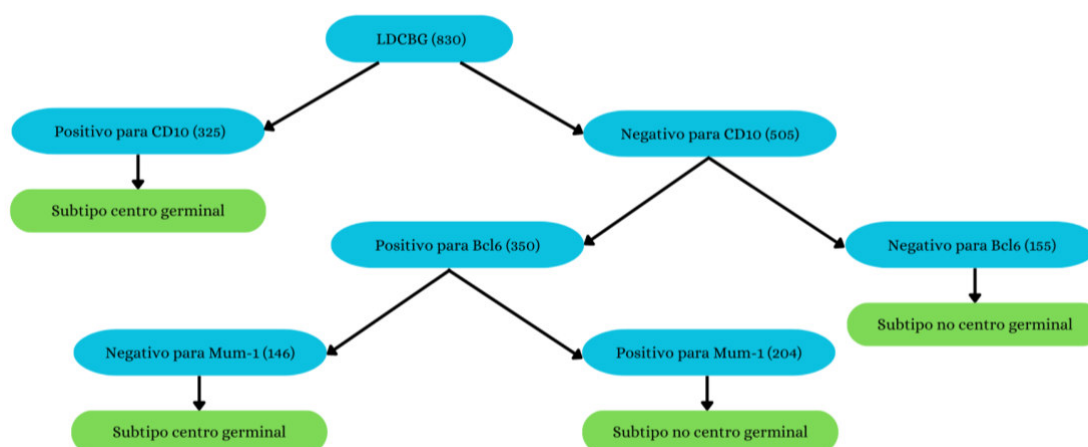 LDCBG (830)
Positivo para CD10 (325)
Negativo para CD10 (505)
Subtipo centro germinal
Positivo para Bcl6 (350)
Negativo para Bcl6 (155)
Subtipo no centro germinal
Negativo para Mum-1 (146)
Positivo para Mum-1 (204)
Subtipo centro germinal
Subtipo no centro germinal